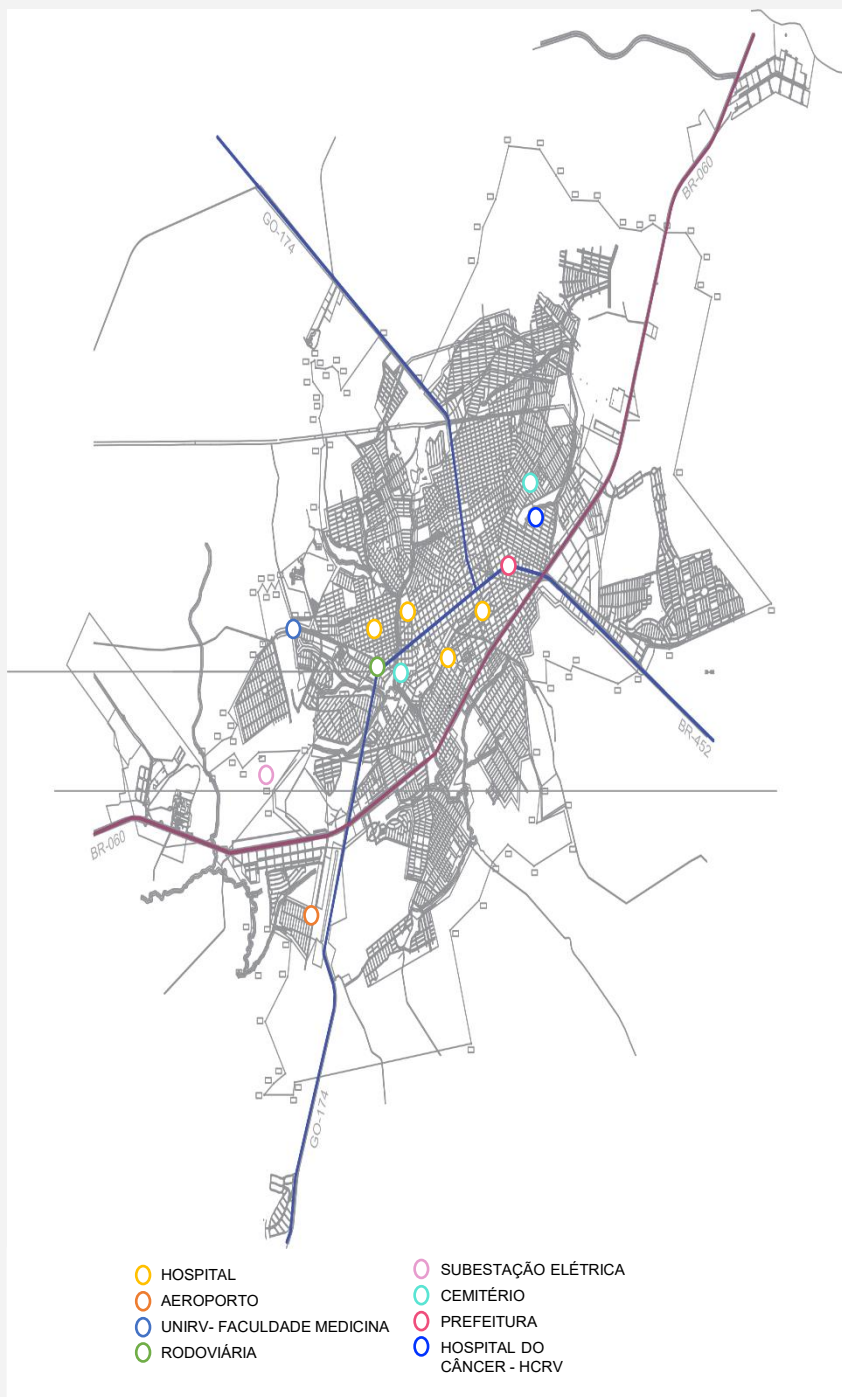 BR-060
GO-174
BR-452
BR-060
GO-174
HOSPITAL
AEROPORTO
UNIRV- FACULDADE MEDICINA
RODOVIÁRIA
SUBESTAÇÃO ELÉTRICA
CEMITÉRIO
PREFEITURA
HOSPITAL DO
CÂNCER - HCRV